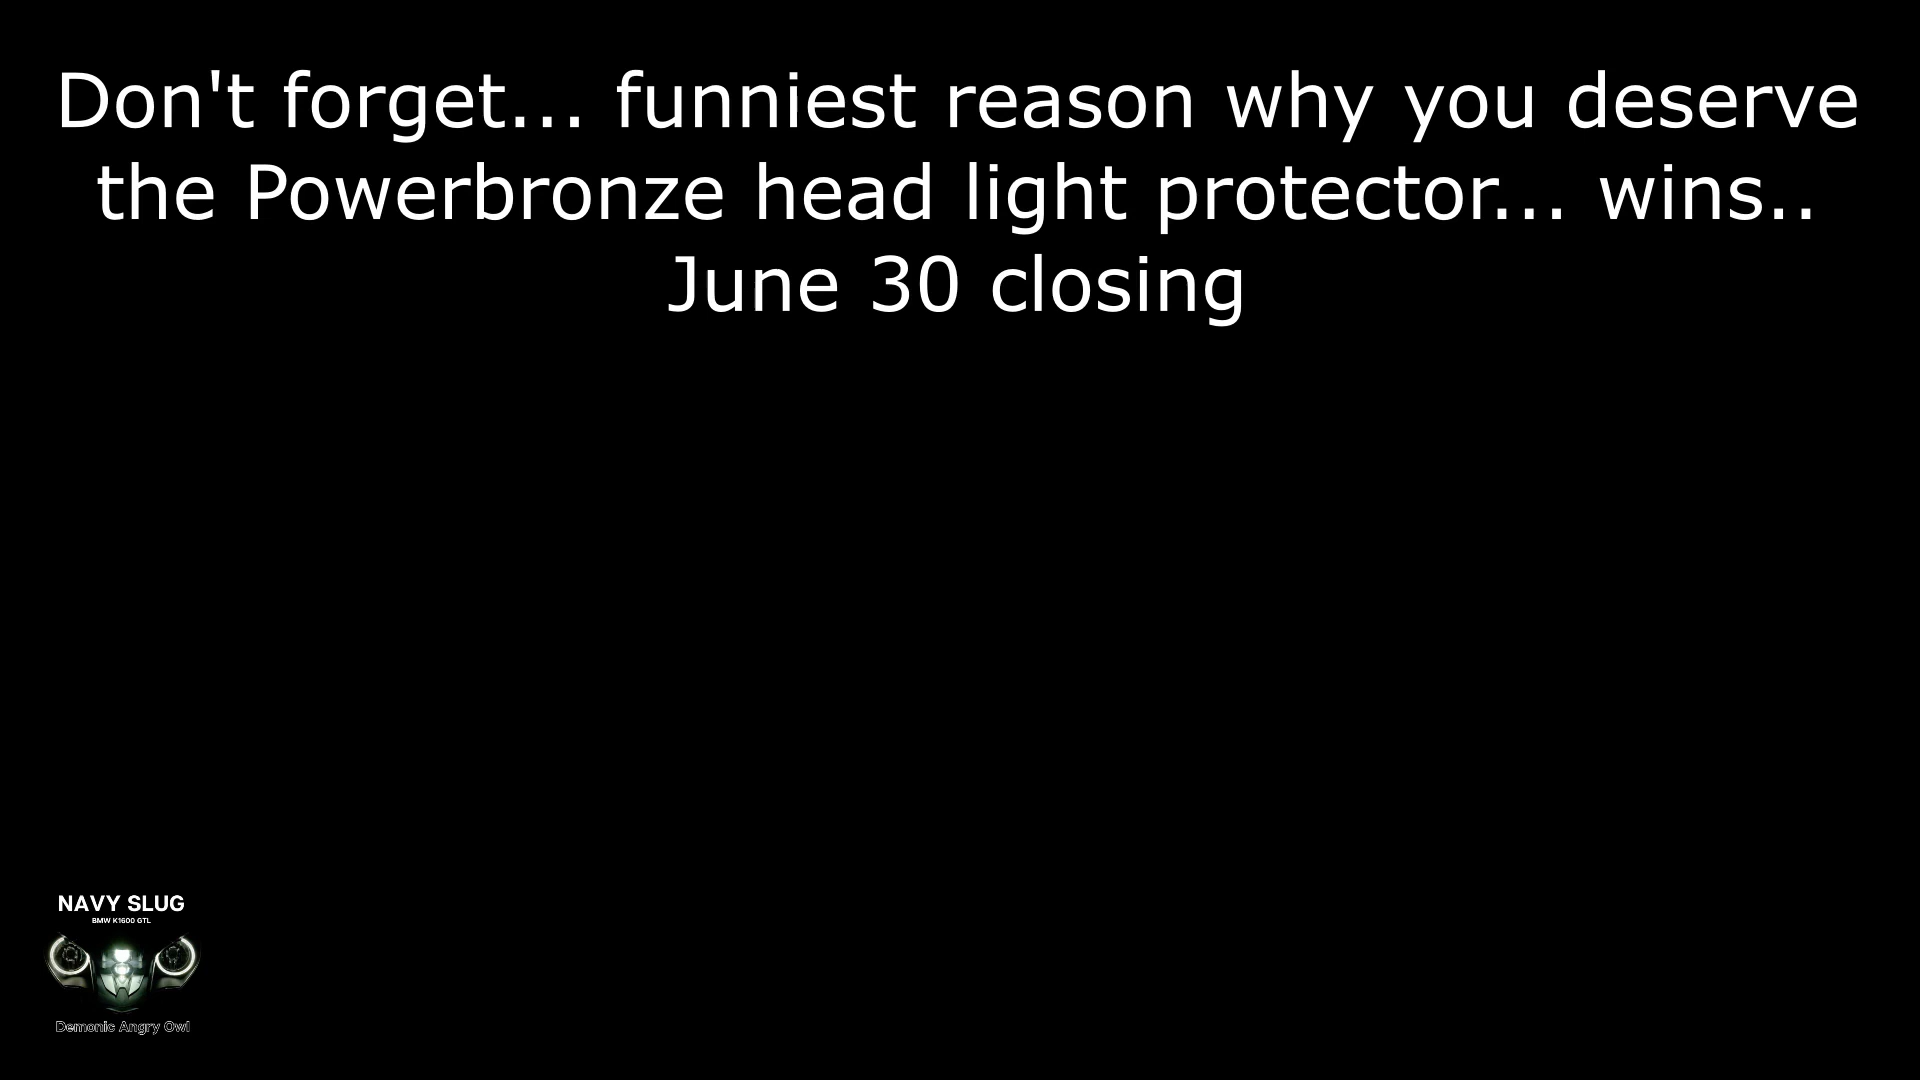 Don't forget... funniest reason why you deserve
the Powerbronze head light protector... wins..
June 30 closing
NAVY SLUG
BMW K1600 GTL
Demonic Angry Owl